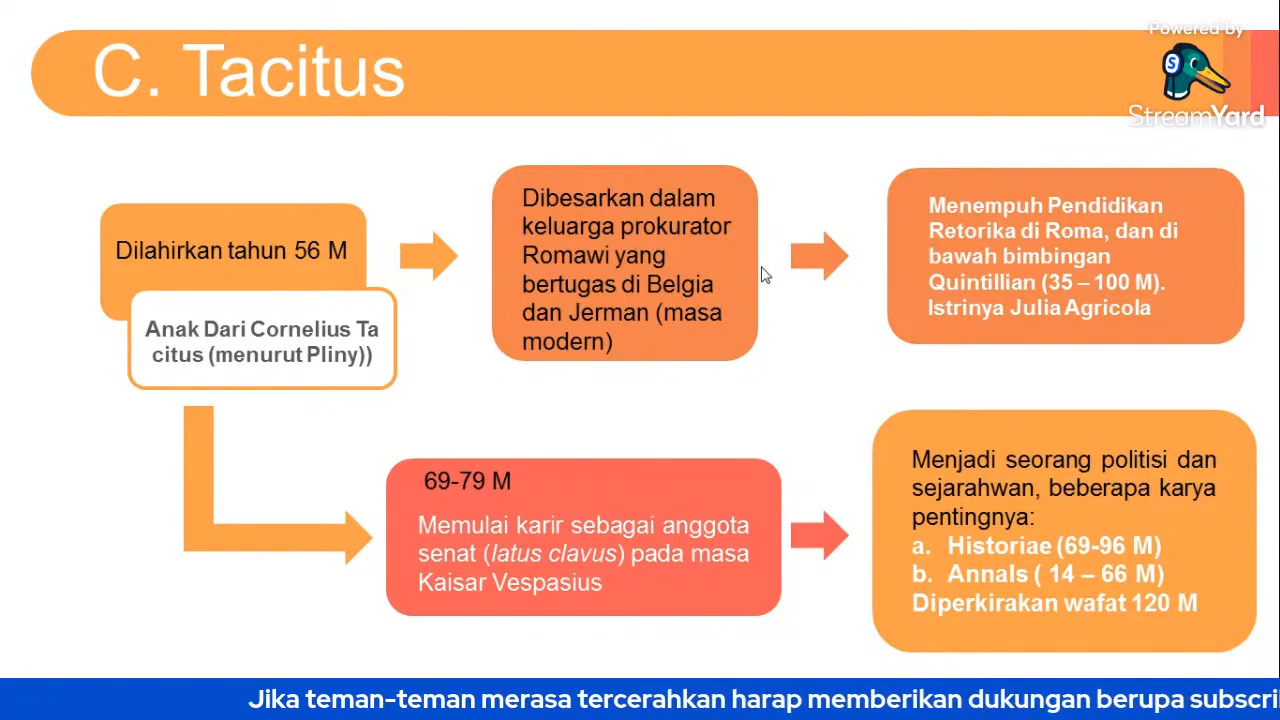 C. Tacitus
Powered by
StreamYard
Dilahirkan tahun 56 M
Anak Dari Cornelius Ta
citus (menurut Pliny))
Dibesarkan dalam
keluarga prokurator
Romawi yang
bertugas di Belgia
dan Jerman (masa
modern)
Menempuh Pendidikan
Retorika di Roma, dan di
bawah bimbingan
Quintillian (35 – 100 M).
Istrinya Julia Agricola
69-79 M
Memulai karir sebagai anggota
senat (latus clavus) pada masa
Kaisar Vespasius
Menjadi seorang politisi dan
sejarahwan, beberapa karya
pentingnya:
a. Historiae (69-96 M)
b. Annals ( 14 – 66 M)
Diperkirakan wafat 120 M
Jika teman-teman merasa tercerahkan harap memberikan dukungan berupa subscri